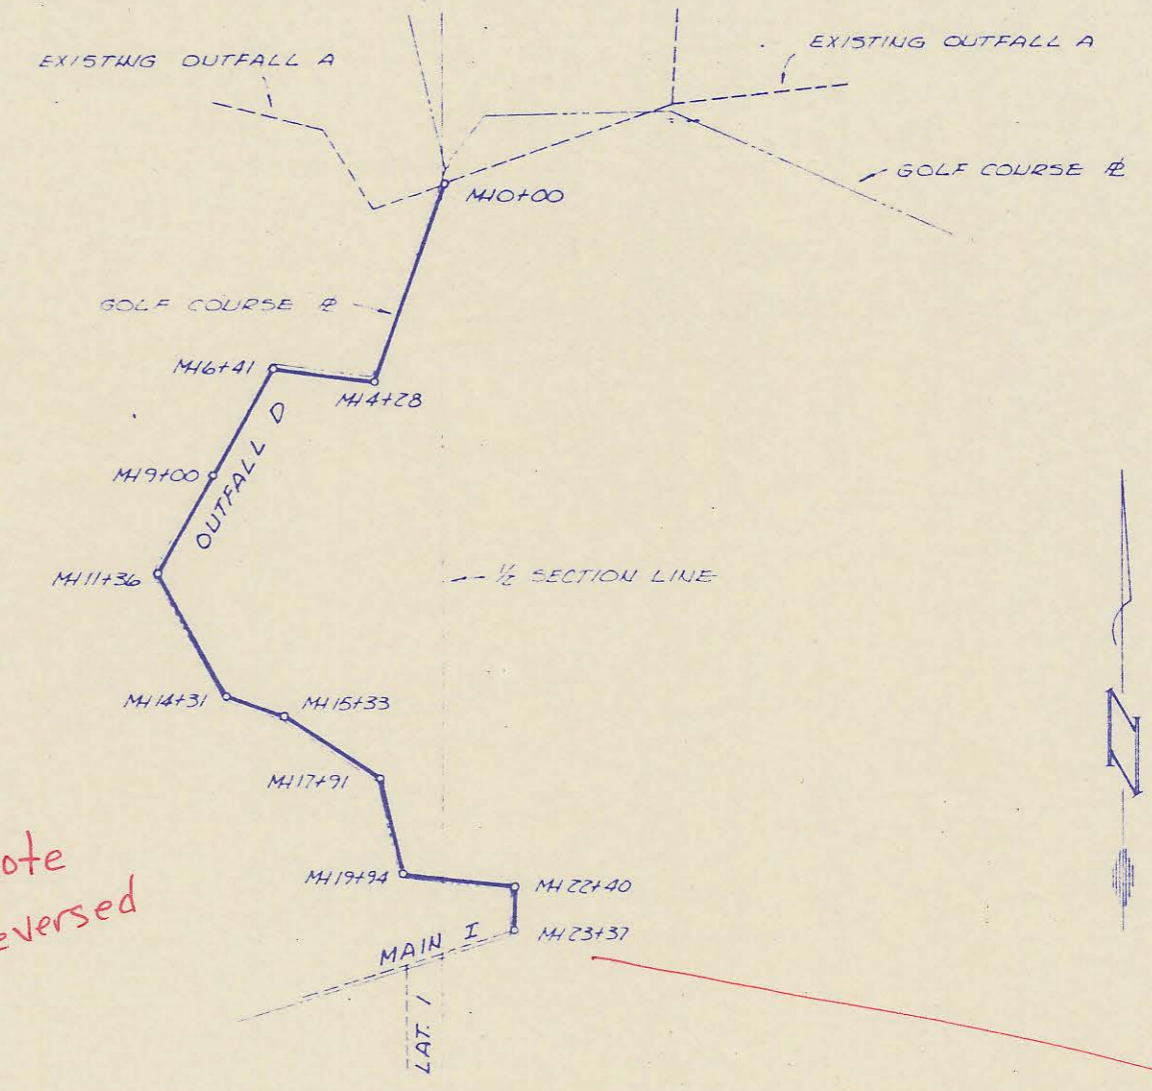 EXISTING OUTFALL A
EXISTING OUTFALL A
MH0+00
GOLF COURSE ⅊
GOLF COURSE ⅊
MH6+41
MH4+28
OUTFALL D
MH9+00
MH11+36
½ SECTION LINE
MH14+31
MH15+33
MH17+91
N
ote
eversed
MH19+94
MH22+40
MH23+37
MAIN I
LAT. 1